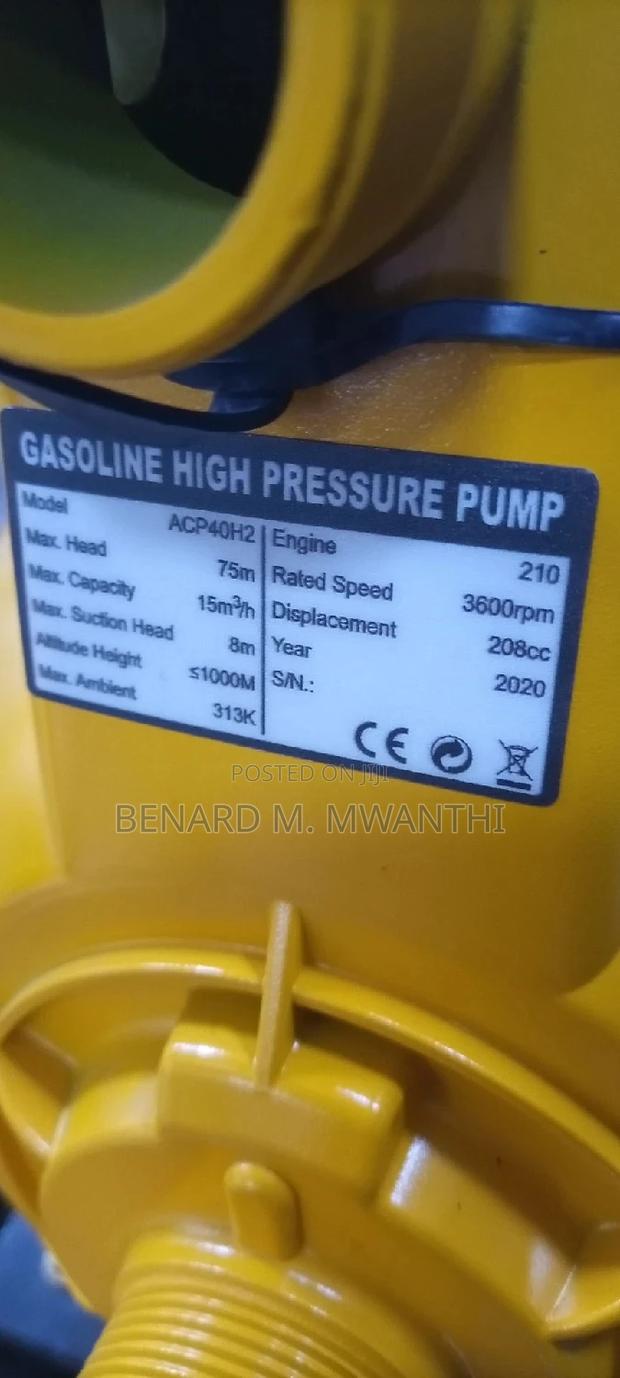 GASOLINE HIGH PRESSURE PUMP
Model ACP40H2
Max. Head 75m
Max. Capacity 15m³/h
Max. Suction Head 8m
Altitude Height ≤1000M
Max. Ambient 313K
Engine 210
Rated Speed 3600rpm
Displacement 208cc
Year 2020
S/N.:
CE
POSTED ON JIJI
BENARD M. MWANTHI